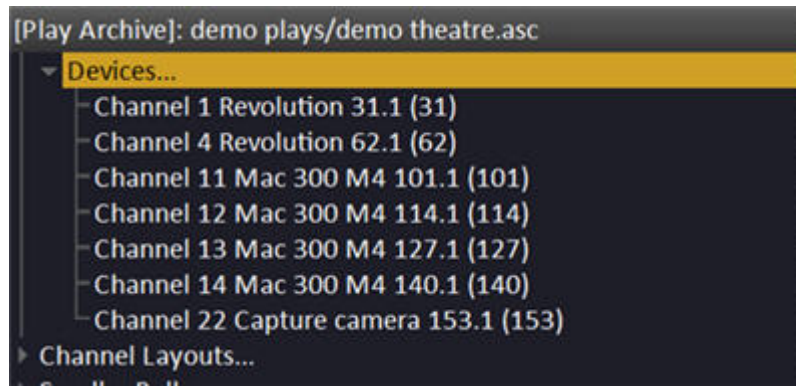 [Play Archive]: demo plays/demo theatre.asc
Devices...
Channel 1 Revolution 31.1 (31)
Channel 4 Revolution 62.1 (62)
Channel 11 Mac 300 M4 101.1 (101)
Channel 12 Mac 300 M4 114.1 (114)
Channel 13 Mac 300 M4 127.1 (127)
Channel 14 Mac 300 M4 140.1 (140)
Channel 22 Capture camera 153.1 (153)
Channel Layouts...